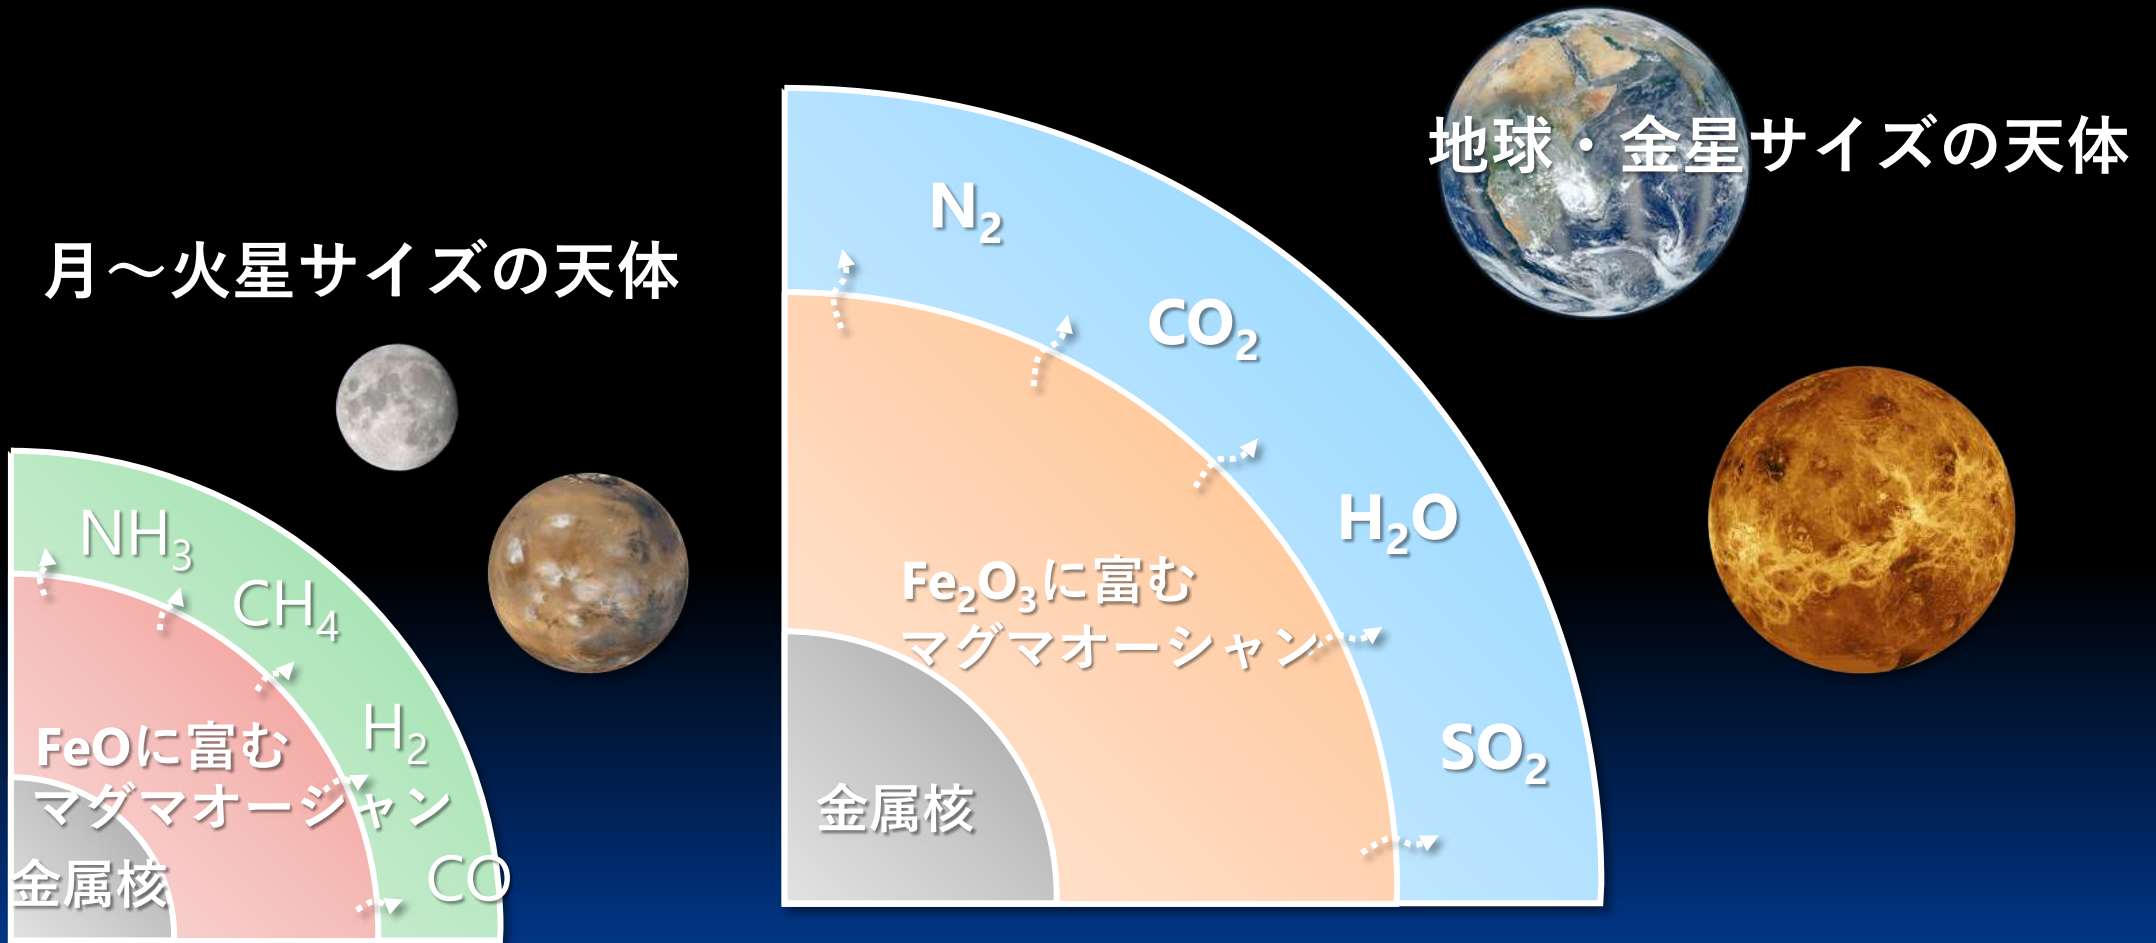 月～火星サイズの天体
NH₃
CH₄
H₂
CO
FeOに富む
マグマオーシャン
金属核
地球・金星サイズの天体
N₂
CO₂
H₂O
SO₂
Fe₂O₃に富む
マグマオーシャン
金属核